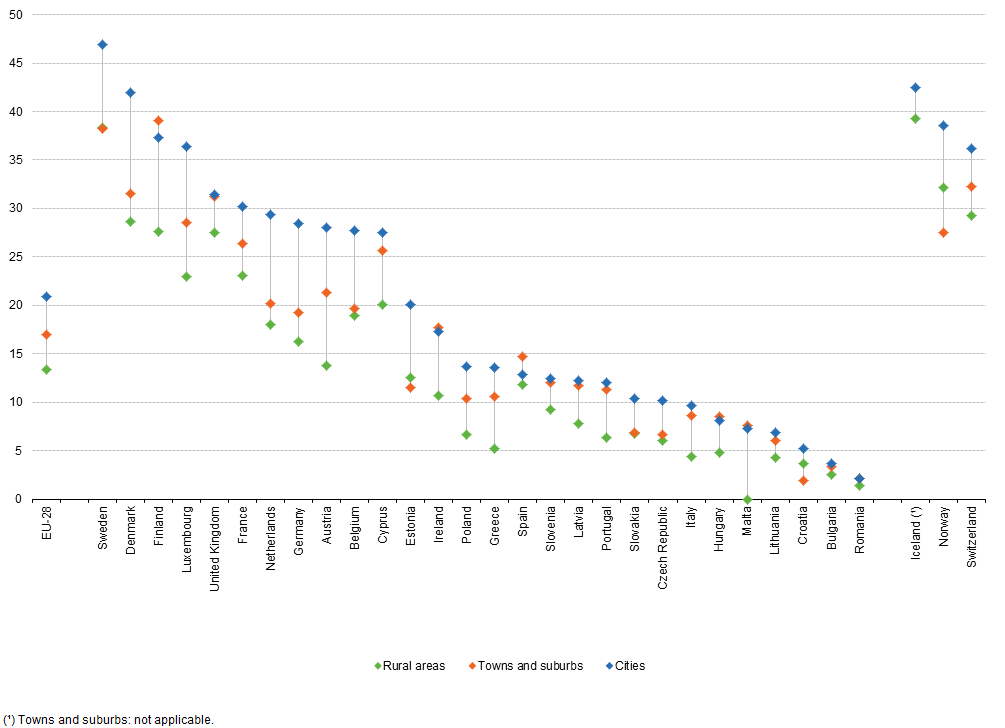 50
45
40
35
30
25
20
15
10
5
0
EU-28
Sweden
Denmark
Finland
Luxembourg
United Kingdom
France
Netherlands
Germany
Austria
Belgium
Cyprus
Estonia
Ireland
Poland
Greece
Spain
Slovenia
Latvia
Portugal
Slovakia
Czech Republic
Italy
Hungary
Malta
Lithuania
Croatia
Bulgaria
Romania
Iceland (¹)
Norway
Switzerland
Rural areas Towns and suburbs Cities
(¹) Towns and suburbs: not applicable.